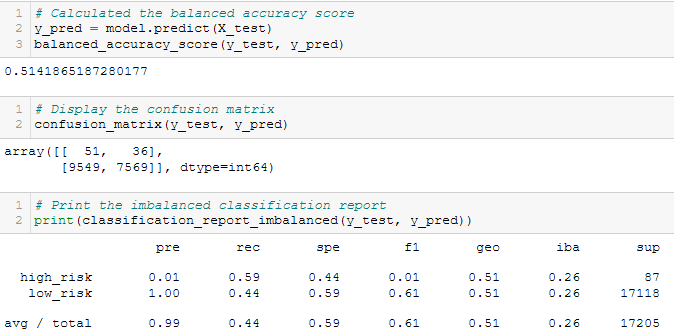 1 # Calculated the balanced accuracy score
2 y_pred = model.predict(X_test)
3 balanced_accuracy_score(y_test, y_pred)
0.5141865187280177
1 # Display the confusion matrix
2 confusion_matrix(y_test, y_pred)
array([[  51,   36],
       [9549, 7569]], dtype=int64)
1 # Print the imbalanced classification report
2 print(classification_report_imbalanced(y_test, y_pred))
pre rec spe f1 geo iba sup
high_risk 0.01 0.59 0.44 0.01 0.51 0.26 87
low_risk 1.00 0.44 0.59 0.61 0.51 0.26 17118
avg / total 0.99 0.44 0.59 0.61 0.51 0.26 17205